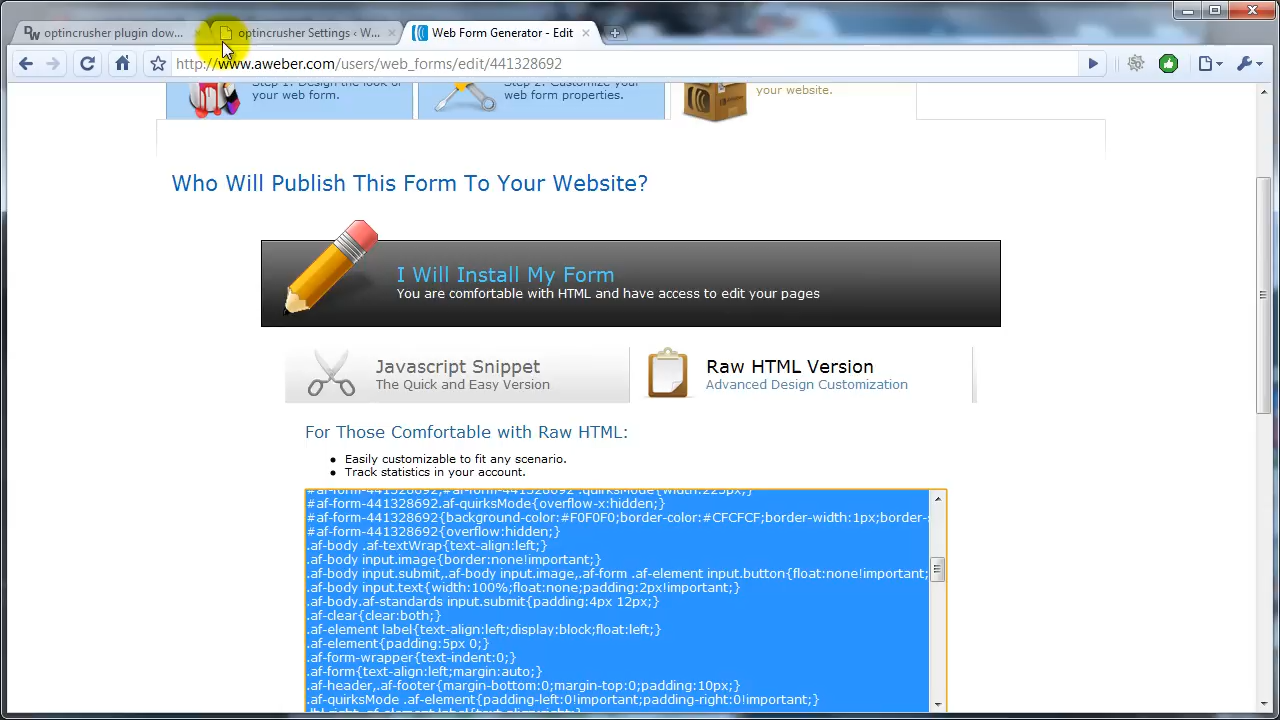 optincrusher plugin dow...
optincrusher Settings ‹ W...
Web Form Generator - Edit
http://www.aweber.com/users/web_forms/edit/441328692
Step 1: Design the look of
your web form.
Step 2: Customize your
web form properties.
your website.
Who Will Publish This Form To Your Website?
I Will Install My Form
You are comfortable with HTML and have access to edit your pages
Javascript Snippet
The Quick and Easy Version
Raw HTML Version
Advanced Design Customization
For Those Comfortable with Raw HTML:
Easily customizable to fit any scenario.
Track statistics in your account.
#af-form-441328692,#af-form-441328692 .quirksMode{width:225px;}
#af-form-441328692.af-quirksMode{overflow-x:hidden;}
#af-form-441328692{background-color:#F0F0F0;border-color:#CFCFCF;border-width:1px;border-s
#af-form-441328692{overflow:hidden;}
.af-body .af-textWrap{text-align:left;}
.af-body input.image{border:none!important;}
.af-body input.submit,.af-body input.image,.af-form .af-element input.button{float:none!important;
.af-body input.text{width:100%;float:none;padding:2px!important;}
.af-body.af-standards input.submit{padding:4px 12px;}
.af-clear{clear:both;}
.af-element label{text-align:left;display:block;float:left;}
.af-element{padding:5px 0;}
.af-form-wrapper{text-indent:0;}
.af-form{text-align:left;margin:auto;}
.af-header,.af-footer{margin-bottom:0;margin-top:0;padding:10px;}
.af-quirksMode .af-element{padding-left:0!important;padding-right:0!important;}